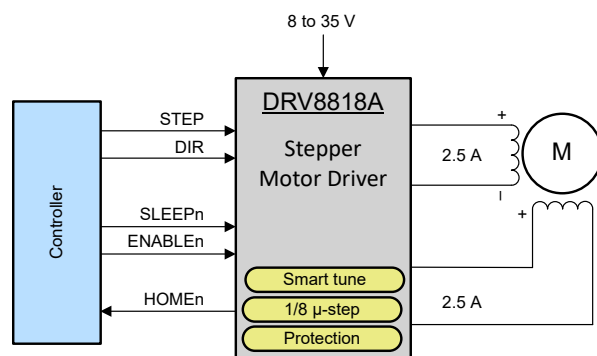 8 to 35 V
DRV8818A
Stepper
Motor Driver
Controller
STEP
DIR
SLEEPn
ENABLEn
HOMEn
Smart tune
1/8 μ-step
Protection
+
2.5 A
–
M
+
2.5 A